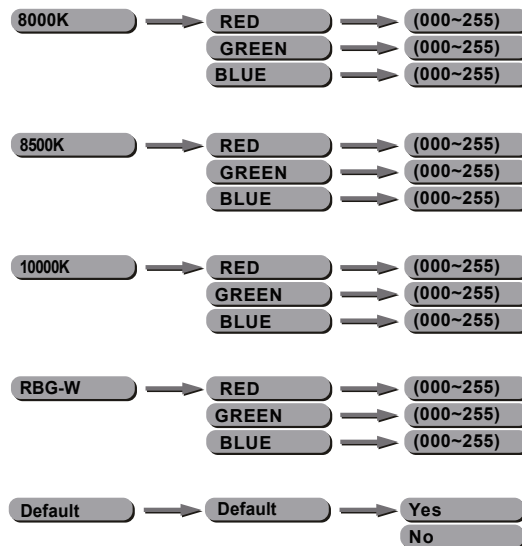 8000K RED (000~255)
GREEN (000~255)
BLUE (000~255)
8500K RED (000~255)
GREEN (000~255)
BLUE (000~255)
10000K RED (000~255)
GREEN (000~255)
BLUE (000~255)
RBG-W RED (000~255)
GREEN (000~255)
BLUE (000~255)
Default Default Yes
No